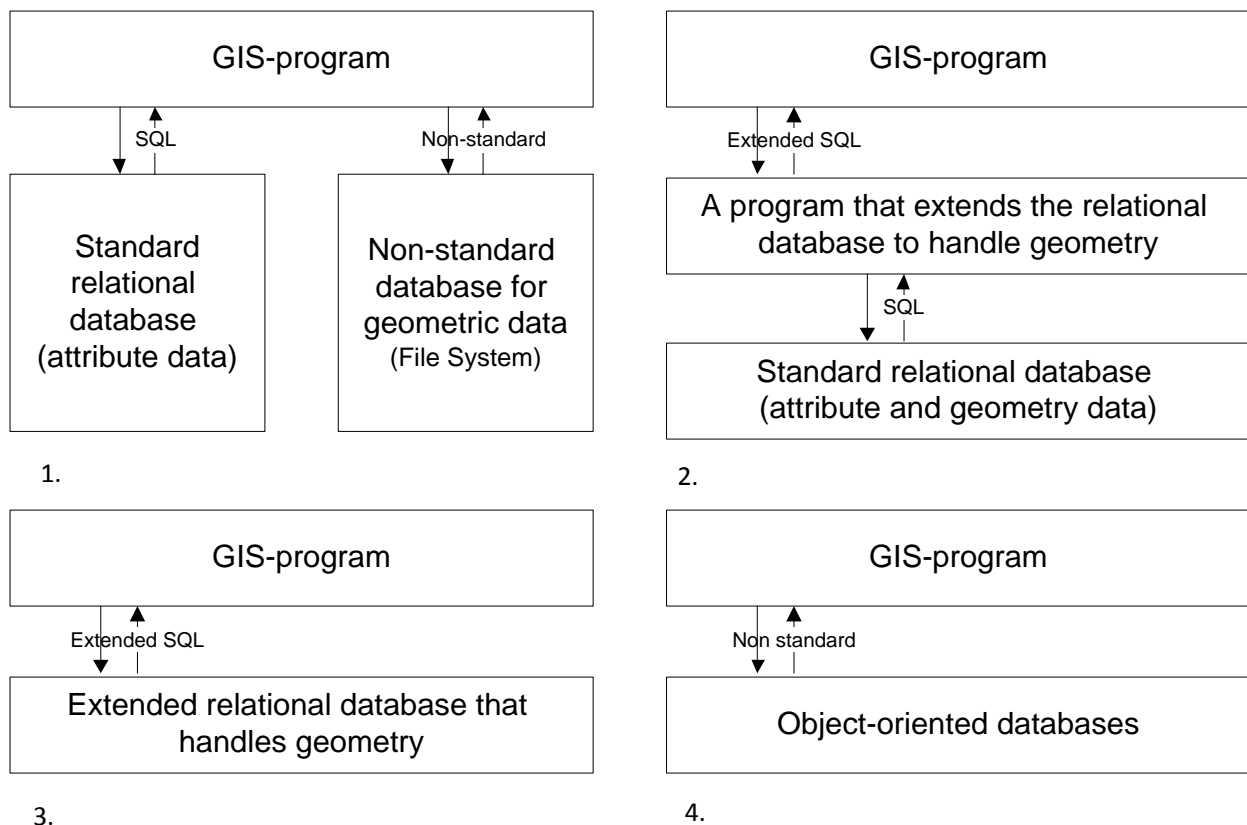 GIS-program
SQL
Non-standard
Standard
relational
database
(attribute data)
Non-standard
database for
geometric data
(File System)
1.
GIS-program
Extended SQL
A program that extends the relational
database to handle geometry
SQL
Standard relational database
(attribute and geometry data)
2.
GIS-program
Extended SQL
Extended relational database that
handles geometry
3.
GIS-program
Non standard
Object-oriented databases
4.